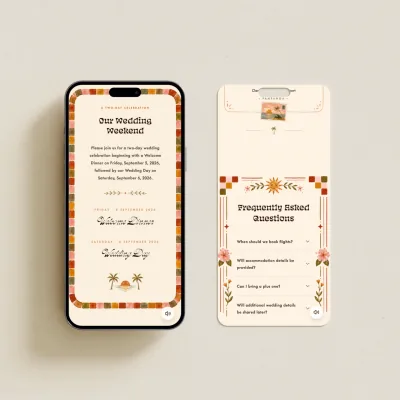 A TWO-DAY CELEBRATION
Our Wedding
Weekend
Please join us for a two-day wedding
celebration beginning with a Welcome
Dinner on Friday, September 5, 2026,
followed by our Wedding Day on
Saturday, September 6, 2026.
FRIDAY · SEPTEMBER 2026
Welcome Dinner
SATURDAY · SEPTEMBER 2026
Wedding Day
Frequently Asked
Questions
When should we book flights?
Will accommodation details be
provided?
Can I bring a plus one?
Will additional wedding details
be shared later?